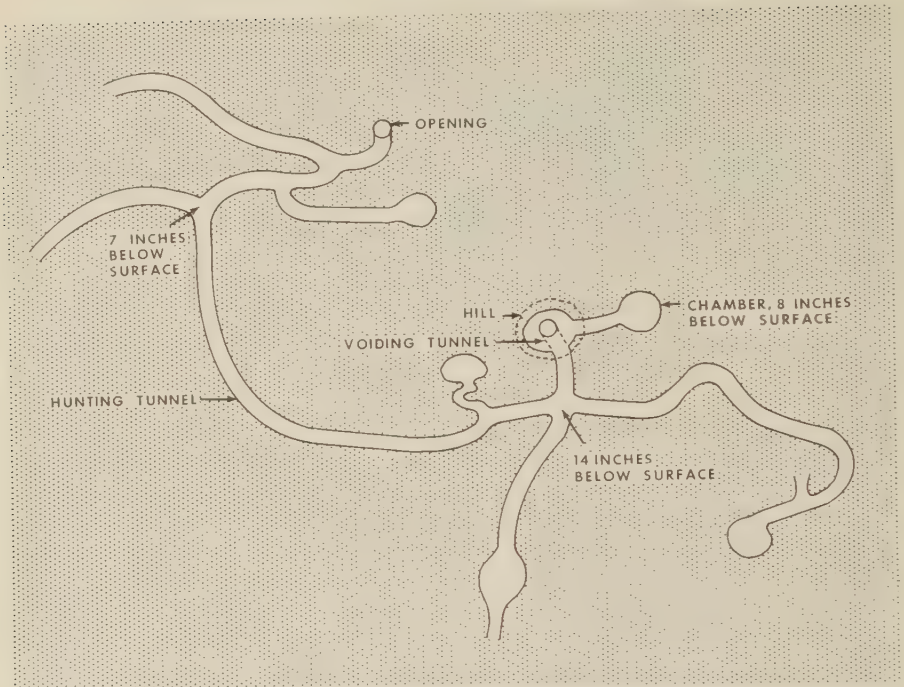 OPENING
7 INCHES
BELOW
SURFACE
HILL
CHAMBER, 8 INCHES
BELOW SURFACE
VOIDING TUNNEL
HUNTING TUNNEL
14 INCHES
BELOW SURFACE